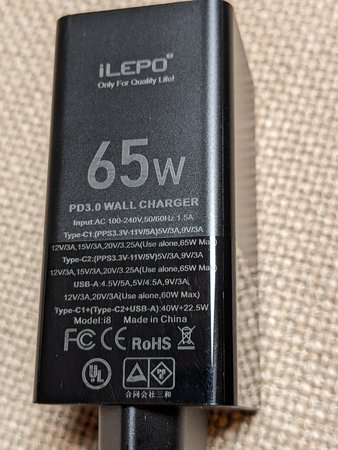 iLEPO®
Only For Quality Life!
65W
PD3.0 WALL CHARGER
Input:AC 100-240V,50/60Hz 1.5A
Type-C1:(PPS3.3V-11V/5A)5V/3A,9V/3A
12V/3A,15V/3A,20V/3.25A(Use alone,65W Max)
Type-C2:(PPS3.3V-11V/5V)5V/3A,9V/3A
12V/3A,15V/3A,20V/3.25A(Use alone,65W Max)
USB-A:4.5V/5A,5V/4.5A,9V/3A,
12V/3A,20V/3A(Use alone,60W Max)
Type-C1+(Type-C2+USB-A):40W+22.5W
Model:i8 Made in China
FC CE RoHS
UL
PS
E
合同会社三和